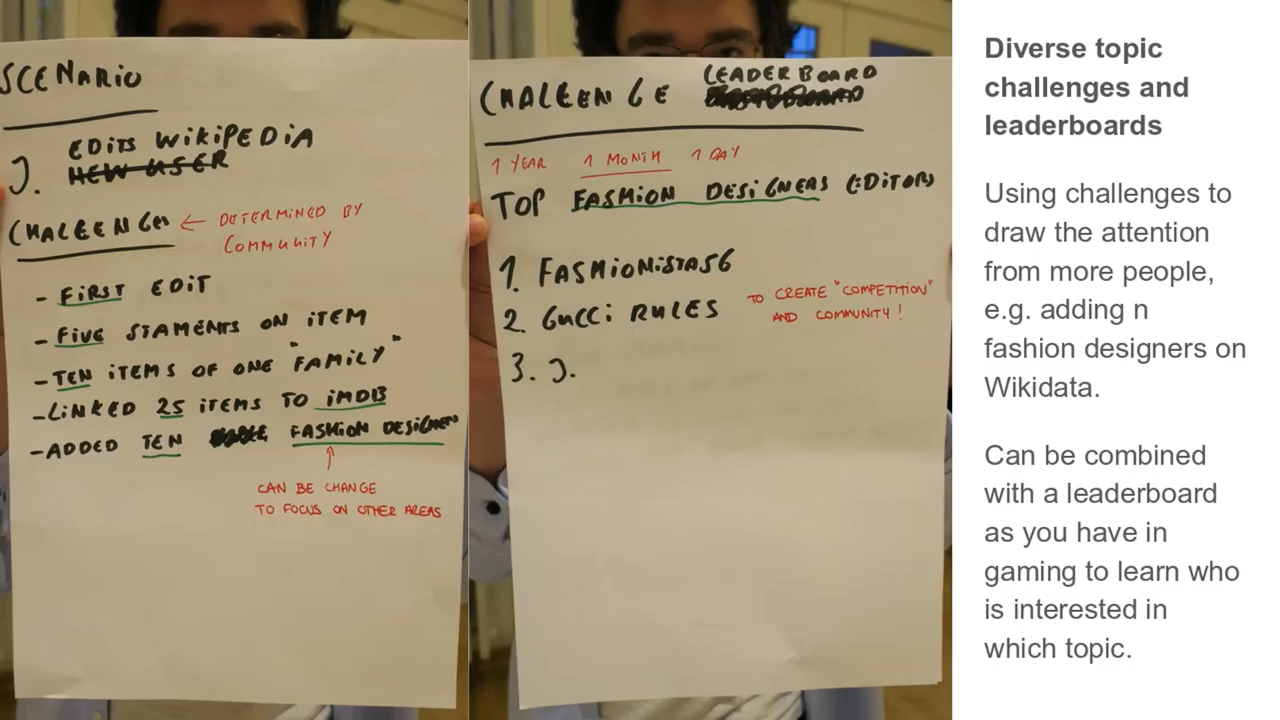 SCENARIO
J. EDITS WIKIPEDIA
NEW USER
CHALLENGES ← DETERMINED BY
COMMUNITY
- FIRST EDIT
- FIVE STAMENTS ON ITEM
- TEN ITEMS OF ONE "FAMILY"
- LINKED 25 ITEMS TO IMDB
- ADDED TEN FASHION DESIGNERS
CAN BE CHANGE
TO FOCUS ON OTHER AREAS
CHALLENGE LEADERBOARD
1 YEAR 1 MONTH 1 DAY
TOP FASHION DESIGNERS EDITORS
1. FASHIONISTA56
2. GUCCI RULES
TO CREATE "COMPETITION"
AND COMMUNITY!
3. J.
Diverse topic
challenges and
leaderboards
Using challenges to
draw the attention
from more people,
e.g. adding n
fashion designers on
Wikidata.
Can be combined
with a leaderboard
as you have in
gaming to learn who
is interested in
which topic.